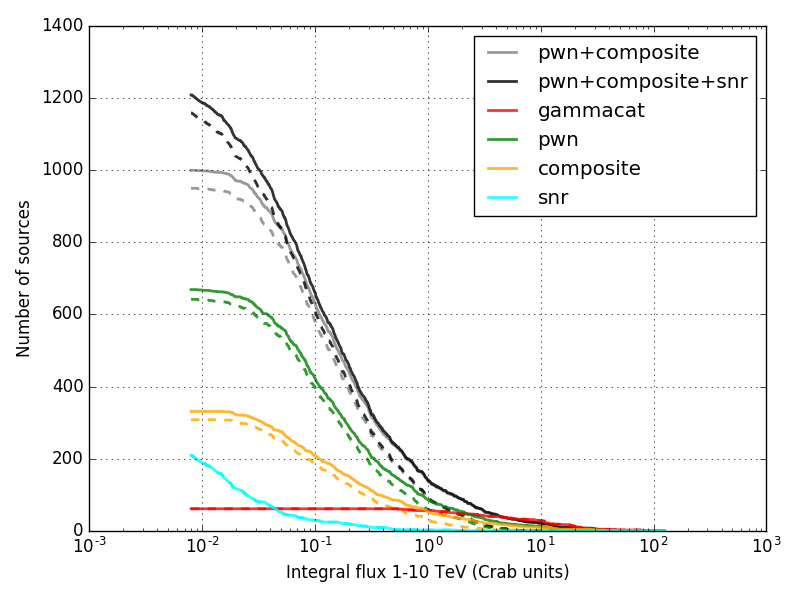 1400
1200
1000
800
600
400
200
0
Number of sources
pwn+composite
pwn+composite+snr
gammacat
pwn
composite
snr
10^-3 10^-2 10^-1 10^0 10^1 10^2 10^3
Integral flux 1-10 TeV (Crab units)